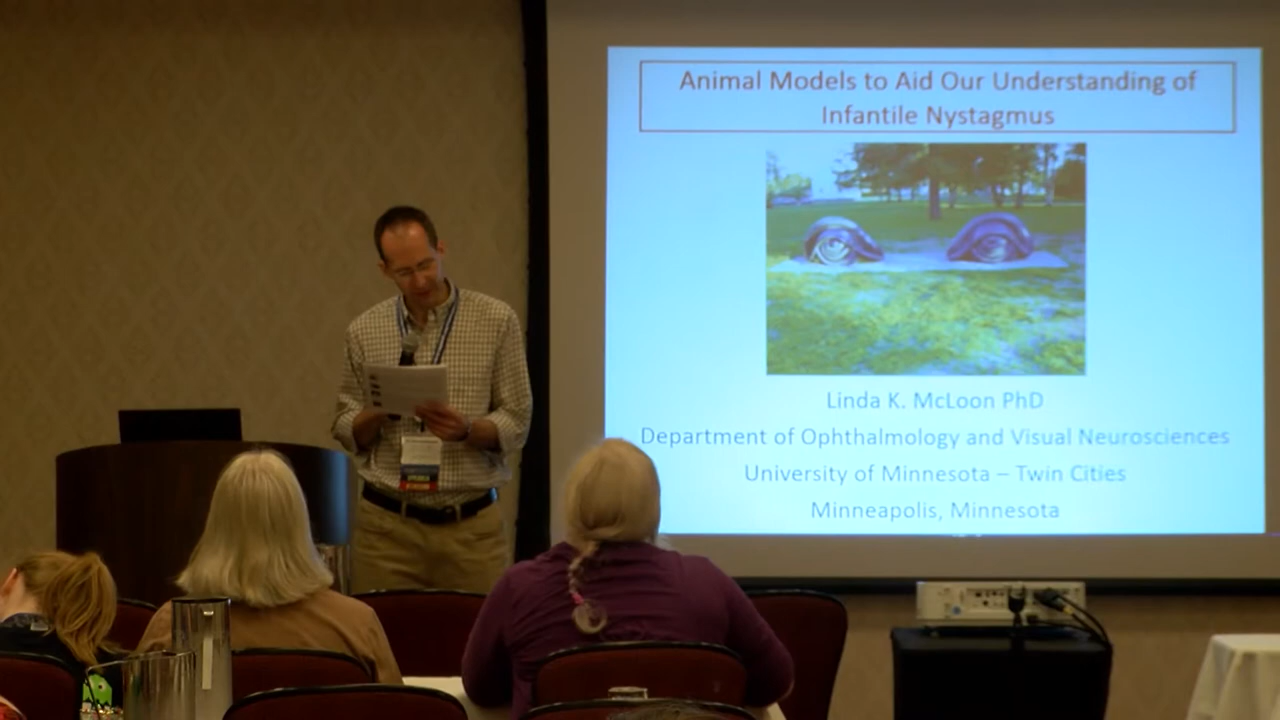 Animal Models to Aid Our Understanding of
Infantile Nystagmus
Linda K. McLoon PhD
Department of Ophthalmology and Visual Neurosciences
University of Minnesota – Twin Cities
Minneapolis, Minnesota